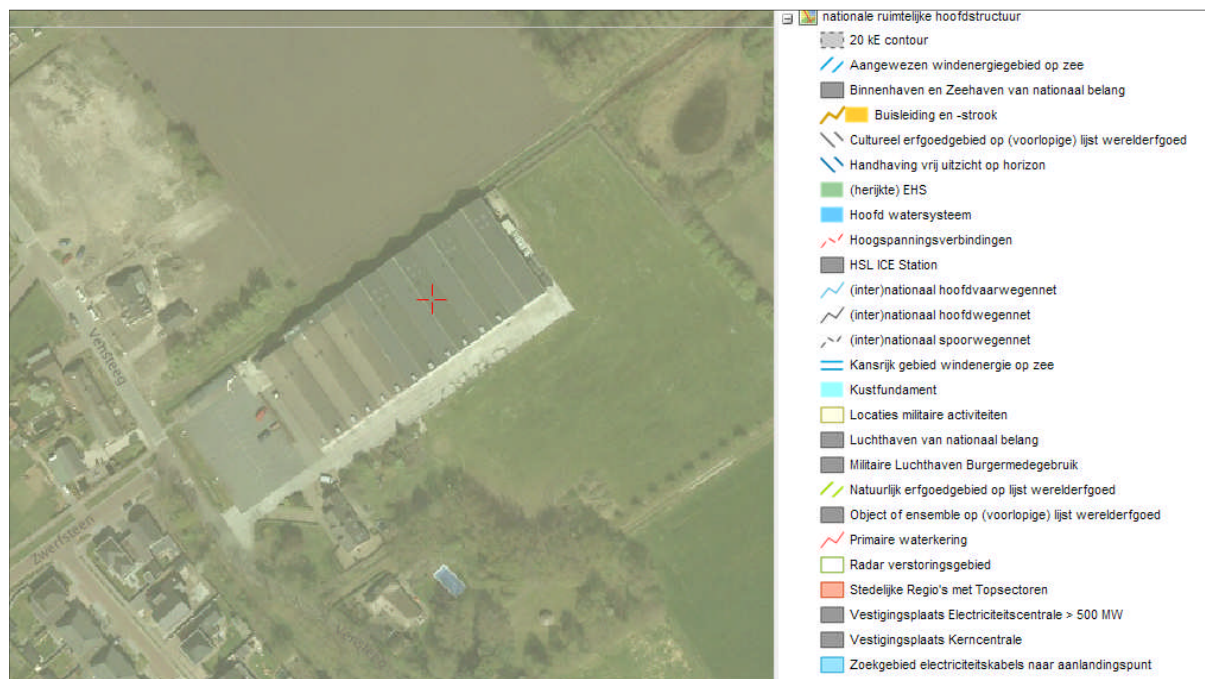 nationale ruimtelijke hoofdstructuur
20 kE contour
Aangewezen windenergiegebied op zee
Binnenhaven en Zeehaven van nationaal belang
Buisleiding en -strook
Cultureel erfgoedgebied op (voorlopige) lijst werelderfgoed
Handhaving vrij uitzicht op horizon
(herijkte) EHS
Hoofd watersysteem
Hoogspanningsverbindingen
HSL ICE Station
(inter)nationaal hoofdvaarwegennet
(inter)nationaal hoofdwegennet
(inter)nationaal spoorwegennet
Kansrijk gebied windenergie op zee
Kustfundament
Locaties militaire activiteiten
Luchthaven van nationaal belang
Militaire Luchthaven Burgermedegebruik
Natuurlijk erfgoedgebied op lijst werelderfgoed
Object of ensemble op (voorlopige) lijst werelderfgoed
Primaire waterkering
Radar verstoringsgebied
Stedelijke Regio's met Topsectoren
Vestigingsplaats Electriciteitscentrale > 500 MW
Vestigingsplaats Kerncentrale
Zoekgebied electriciteitskabels naar aanlandingspunt
Vensteeg
Zwerfsteen